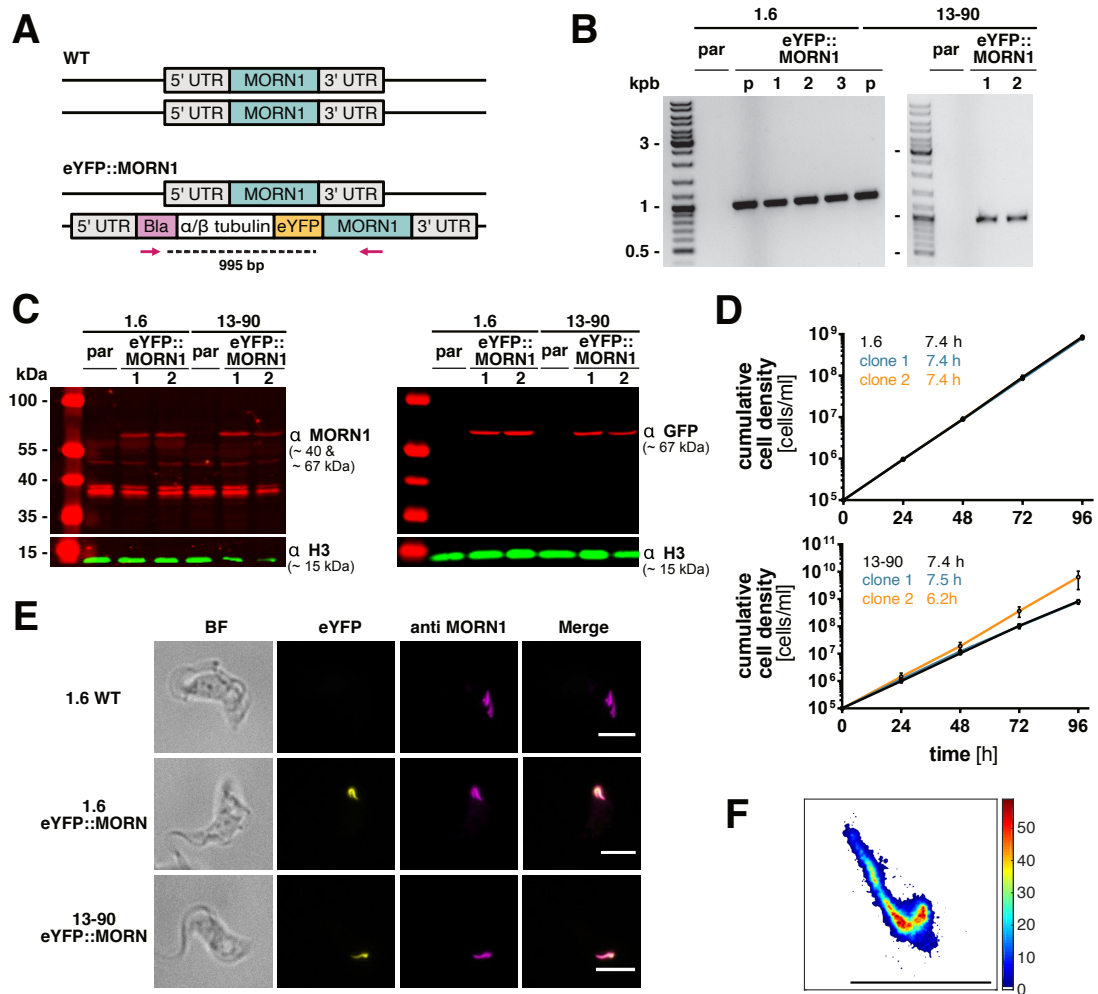 A
WT
5' UTR MORN1 3' UTR
5' UTR MORN1 3' UTR
eYFP::MORN1
5' UTR MORN1 3' UTR
5' UTR Bla α/β tubulin eYFP MORN1 3' UTR
995 bp
B
1.6 13-90
par eYFP::MORN1 par eYFP::MORN1
kpb p 1 2 3 p 1 2
3 - -
1 - -
0.5 - -
C
1.6 13-90
par eYFP::MORN1 par eYFP::MORN1
kDa 1 2 1 2
100 -
55 -
40 -
35 -
15 -
α MORN1
(~ 40 &
~ 67 kDa)
α H3
(~ 15 kDa)
1.6 13-90
par eYFP::MORN1 par eYFP::MORN1
1 2 1 2
α GFP
(~ 67 kDa)
α H3
(~ 15 kDa)
D
cumulative
cell density
[cells/ml]
10⁹
10⁸
10⁷
10⁶
10⁵
1.6 7.4 h
clone 1 7.4 h
clone 2 7.4 h
0 24 48 72 96
cumulative
cell density
[cells/ml]
10¹¹
10¹⁰
10⁹
10⁸
10⁷
10⁶
10⁵
13-90 7.4 h
clone 1 7.5 h
clone 2 6.2h
0 24 48 72 96
time [h]
E
BF eYFP anti MORN1 Merge
1.6 WT
1.6
eYFP::MORN
13-90
eYFP::MORN
F
50
40
30
20
10
0